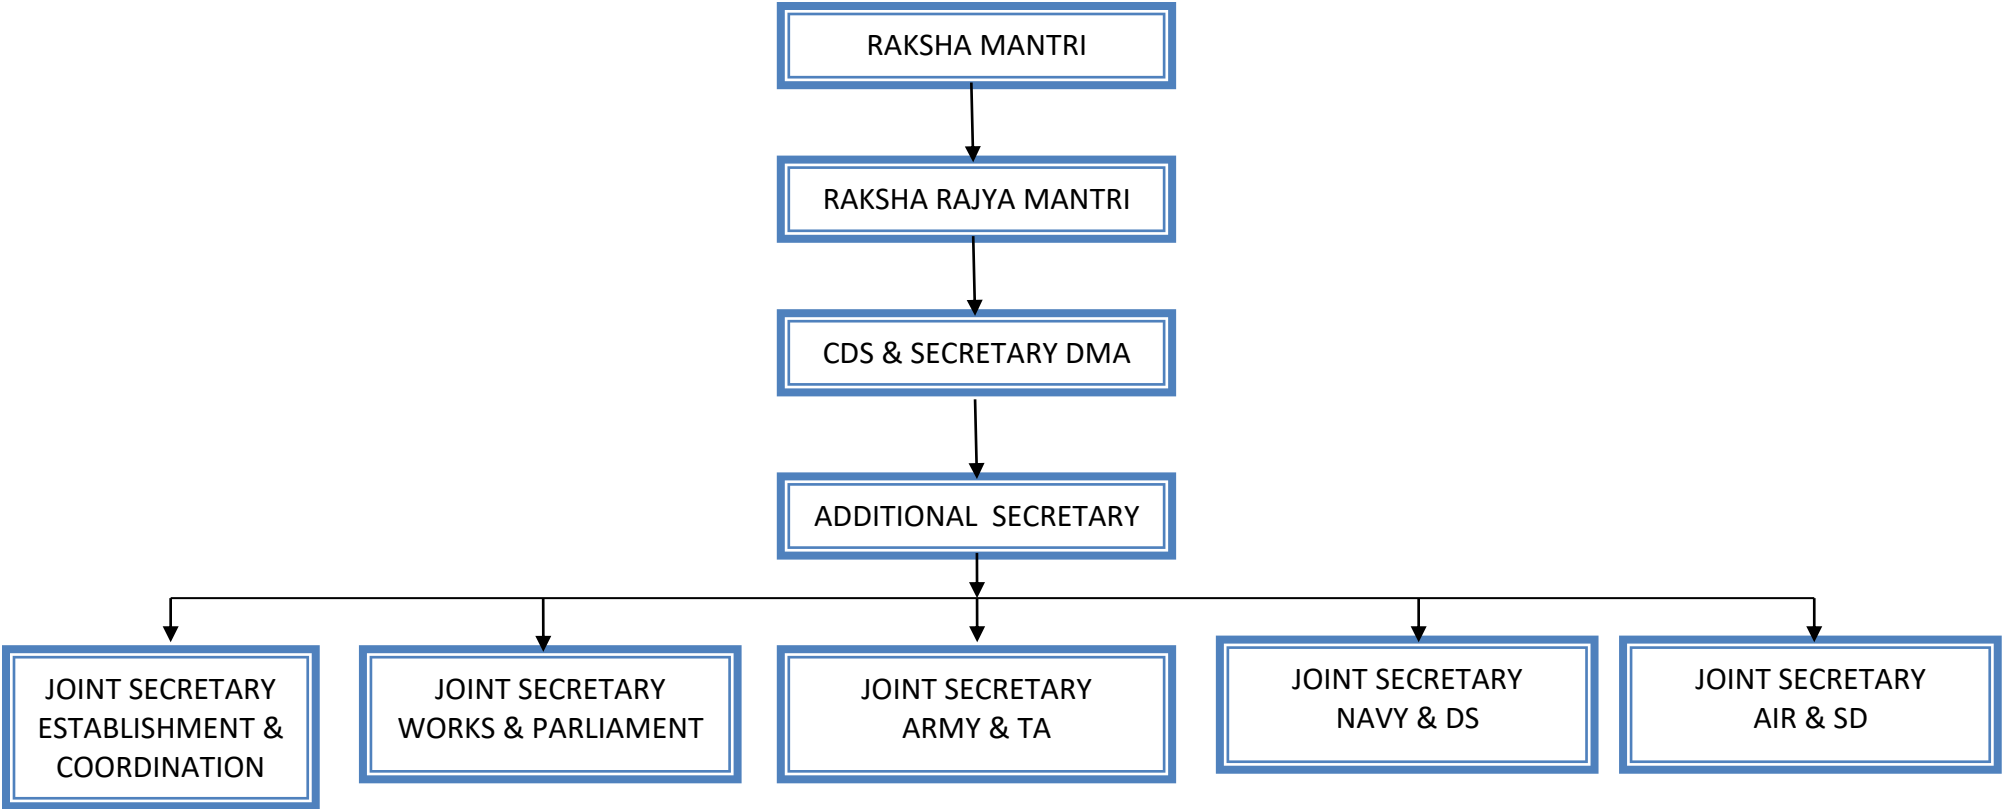 RAKSHA MANTRI
RAKSHA RAJYA MANTRI
CDS & SECRETARY DMA
ADDITIONAL  SECRETARY
JOINT SECRETARY
ESTABLISHMENT &
COORDINATION
JOINT SECRETARY
WORKS & PARLIAMENT
JOINT SECRETARY
ARMY & TA
JOINT SECRETARY
NAVY & DS
JOINT SECRETARY
AIR & SD